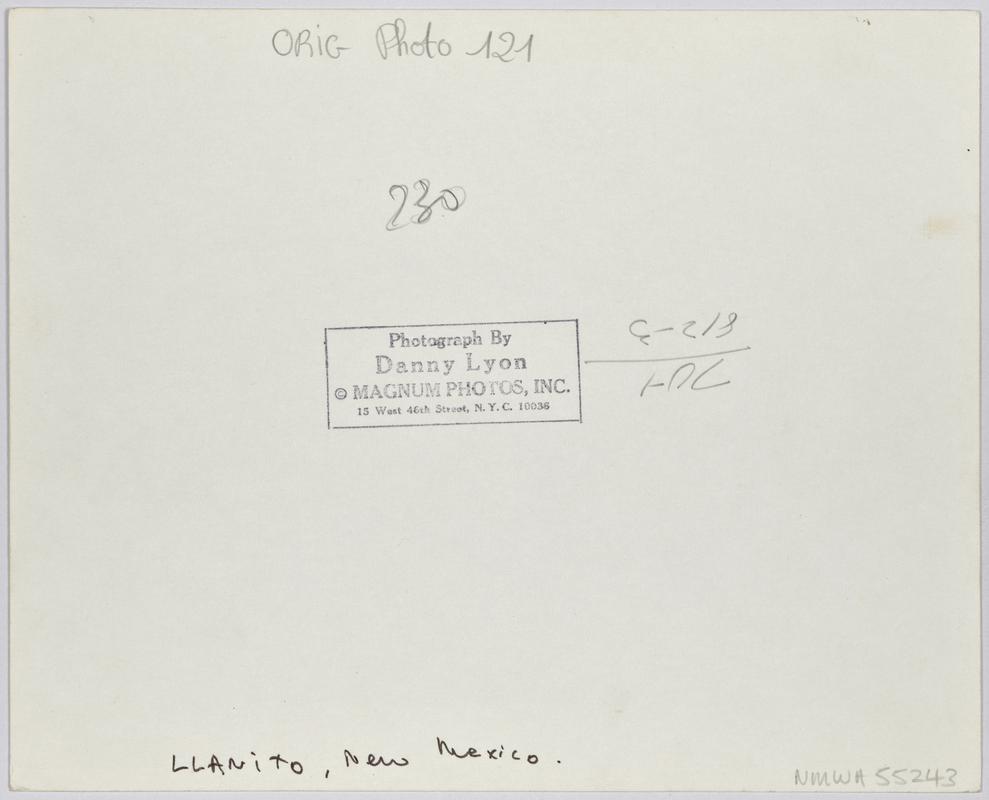 ORIG Photo 121
230
Photograph By
Danny Lyon
© MAGNUM PHOTOS, INC.
15 West 46th Street, N.Y.C. 10036
LLANITO, New Mexico.
NMWA 55243